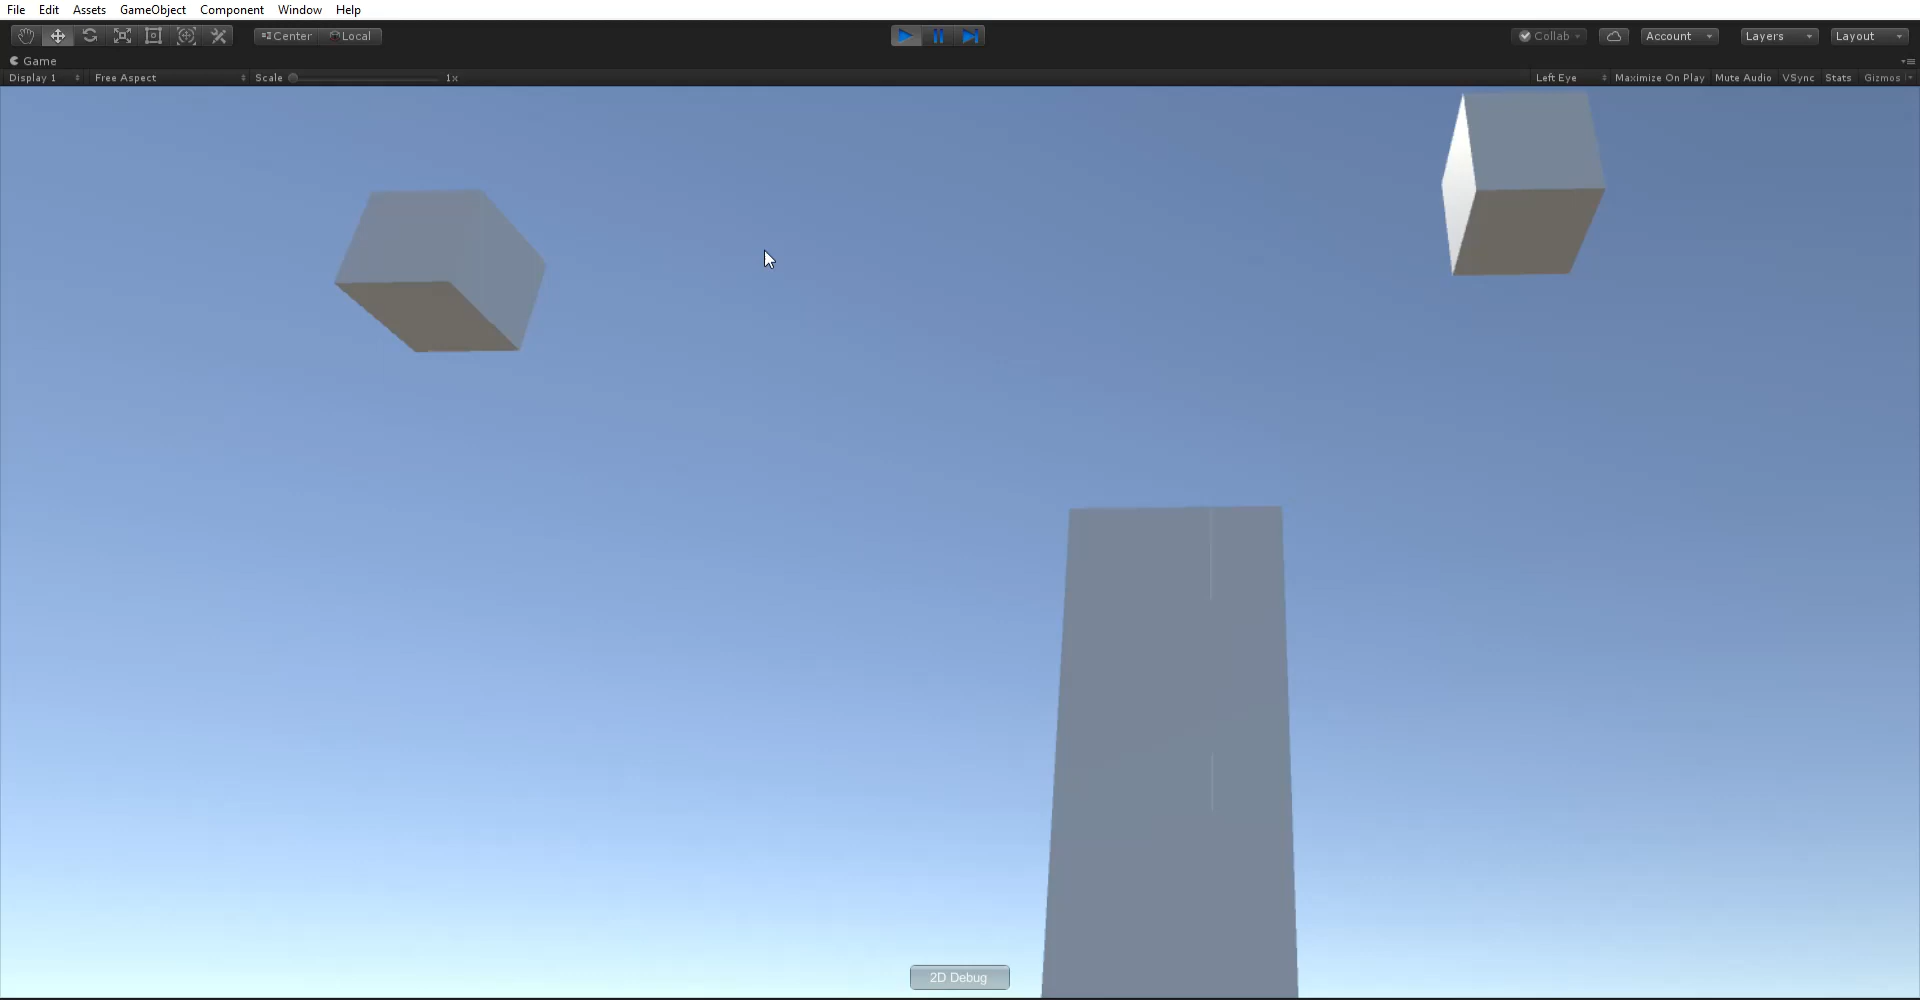 File Edit Assets GameObject Component Window Help
Center Local Collab Account Layers Layout
Game
Display 1 Free Aspect Scale 1x Left Eye Maximize On Play Mute Audio VSync Stats Gizmos
2D Debug